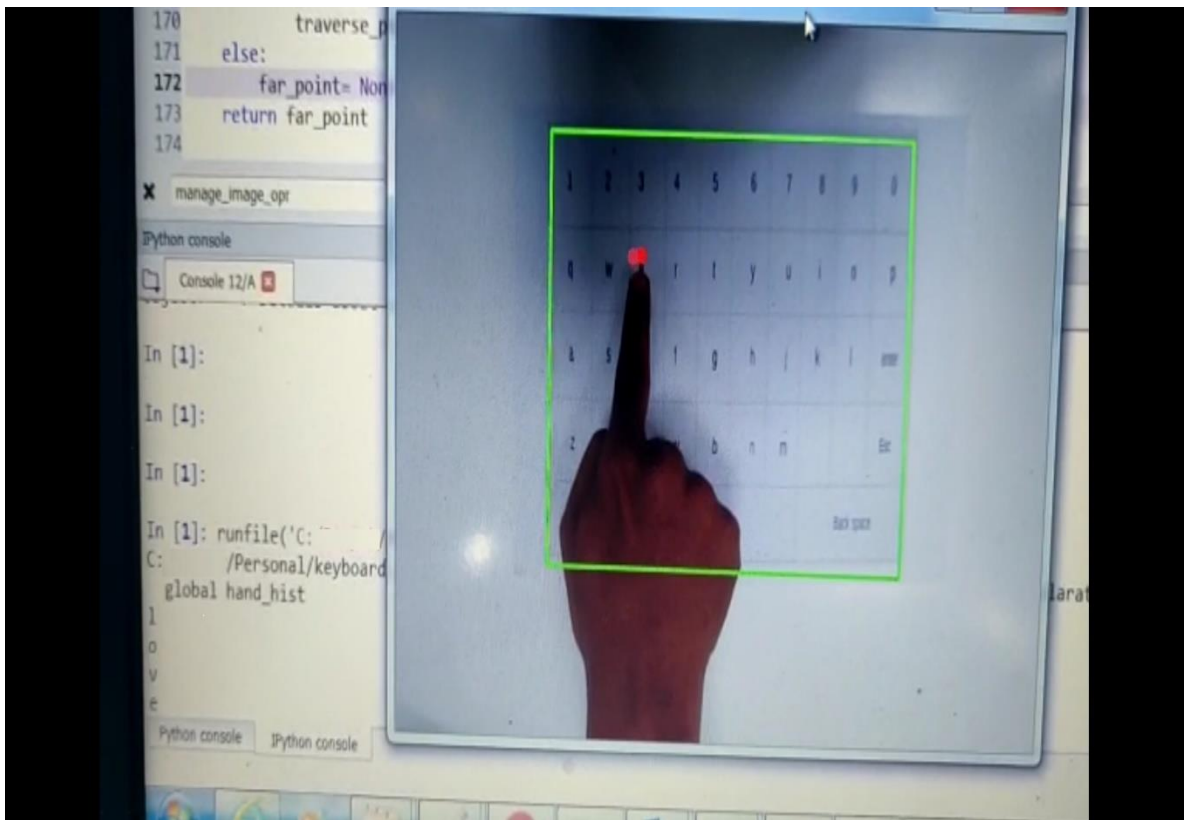 170
traverse_p
171 else:
172 far_point= Non
173 return far_point
174
manage_image_opr
IPython console
Console 12/A
In [1]:
In [1]:
In [1]:
In [1]: runfile('C: /
C: /Personal/keyboard
global hand_hist
l
o
v
e
Python console IPython console
1 2 3 4 5 6 7 8 9 0
q w r t y u i o p
a s f g h j k l enter
z v b n m Esc
Back space
larat